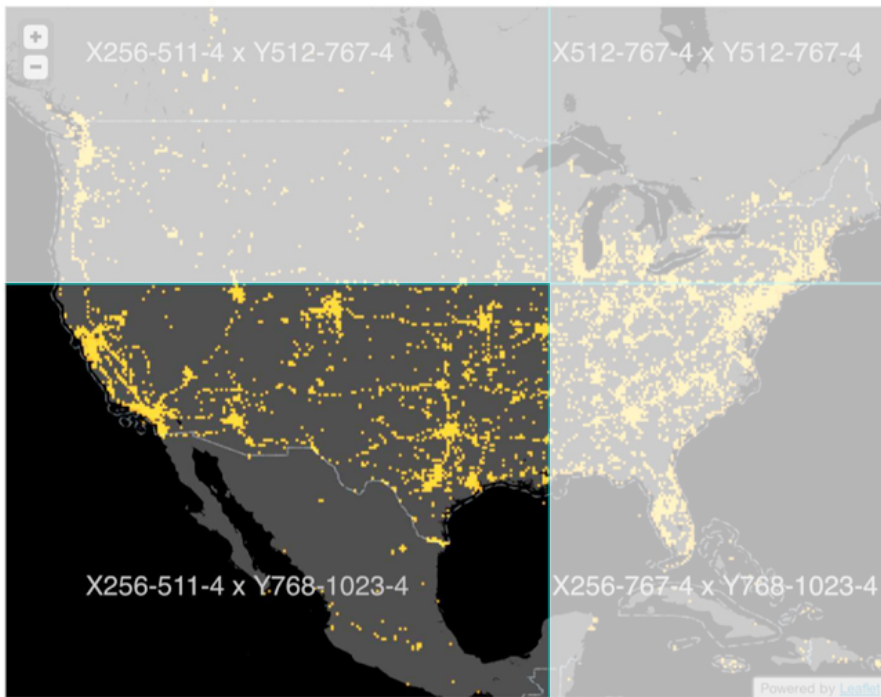 +
−
X256-511-4 x Y512-767-4
X512-767-4 x Y512-767-4
X256-511-4 x Y768-1023-4
X256-767-4 x Y768-1023-4
Powered by Leaflet